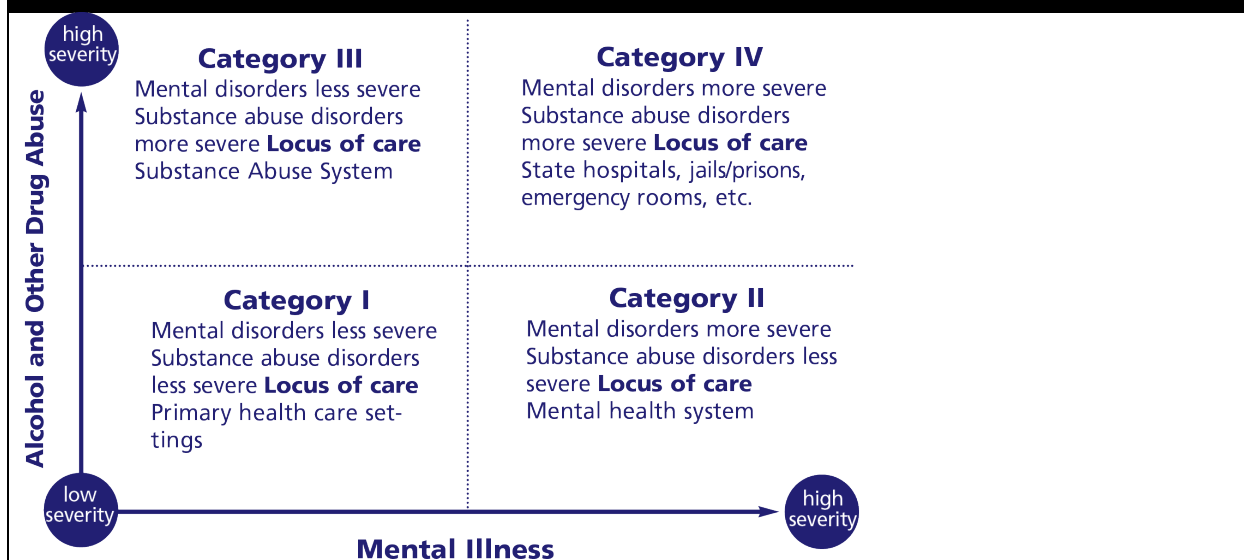 high
severity
Alcohol and Other Drug Abuse
Category III
Mental disorders less severe
Substance abuse disorders
more severe Locus of care
Substance Abuse System
Category IV
Mental disorders more severe
Substance abuse disorders
more severe Locus of care
State hospitals, jails/prisons,
emergency rooms, etc.
Category I
Mental disorders less severe
Substance abuse disorders
less severe Locus of care
Primary health care set-
tings
Category II
Mental disorders more severe
Substance abuse disorders less
severe Locus of care
Mental health system
low
severity
high
severity
Mental Illness